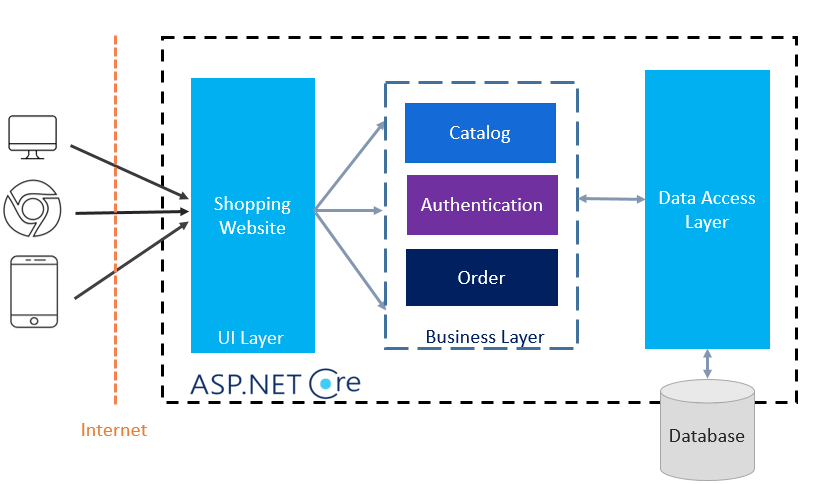 Shopping
Website
UI Layer
Catalog
Authentication
Order
Business Layer
Data Access
Layer
ASP.NET Core
Internet
Database